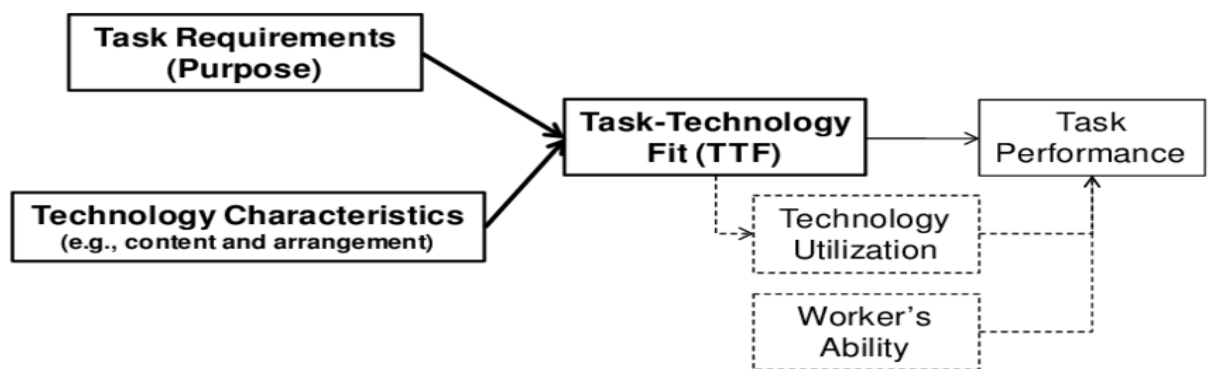 Task Requirements
(Purpose)
Technology Characteristics
(e.g., content and arrangement)
Task-Technology
Fit (TTF)
Task
Performance
Technology
Utilization
Worker's
Ability